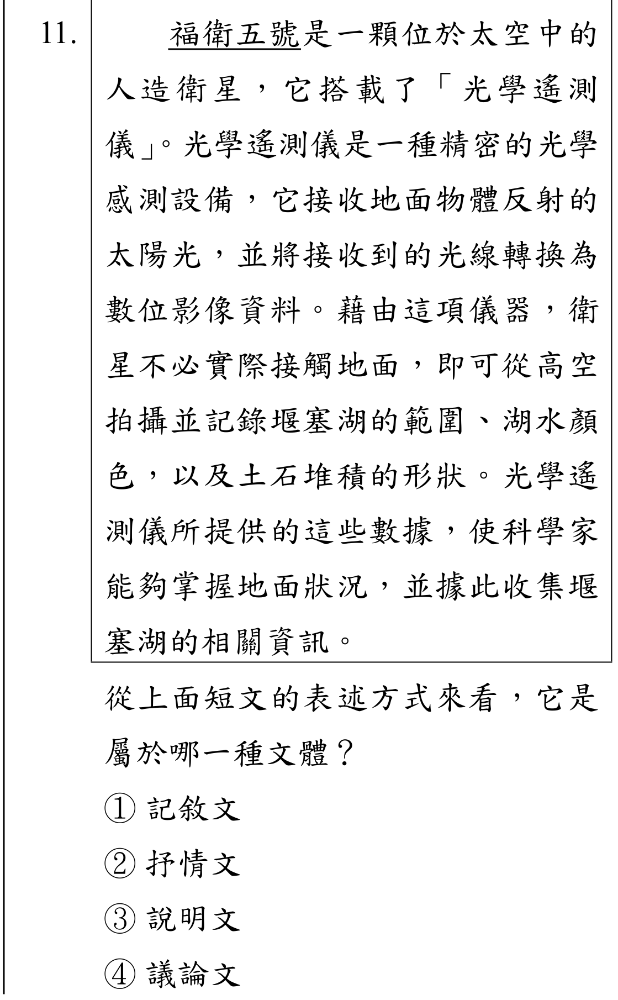 11. 福衛五號是一顆位於太空中的
人造衛星，它搭載了「光學遙測
儀」。光學遙測儀是一種精密的光學
感測設備，它接收地面物體反射的
太陽光，並將接收到的光線轉換為
數位影像資料。藉由這項儀器，衛
星不必實際接觸地面，即可從高空
拍攝並記錄堰塞湖的範圍、湖水顏
色，以及土石堆積的形狀。光學遙
測儀所提供的這些數據，使科學家
能夠掌握地面狀況，並據此收集堰
塞湖的相關資訊。
從上面短文的表述方式來看，它是
屬於哪一種文體？
① 記敘文
② 抒情文
③ 說明文
④ 議論文